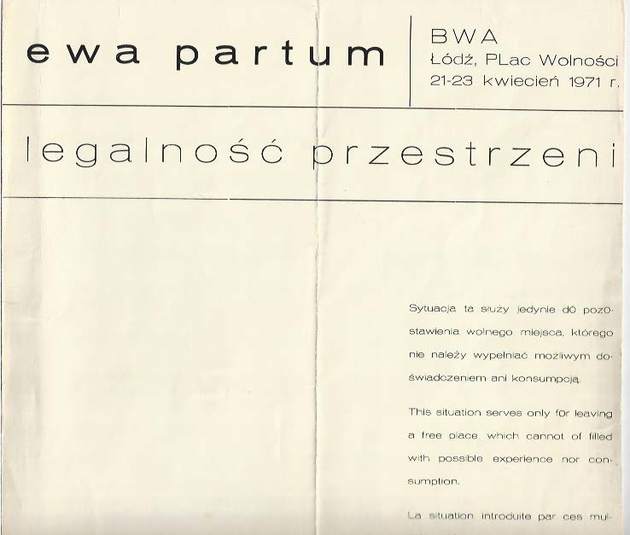 ewa partum
BWA
Łódź, PLac Wolności
21-23 kwiecień 1971 r.
legalność przestrzeni
Sytuacja ta służy jedynie do pozo-
stawienia wolnego miejsca, którego
nie należy wypełniać możliwym do-
świadczeniem ani konsumpcją.
This situation serves only for leaving
a free place, which cannot of filled
with possible experience nor con-
sumption.
La situation introduite par ces mul-